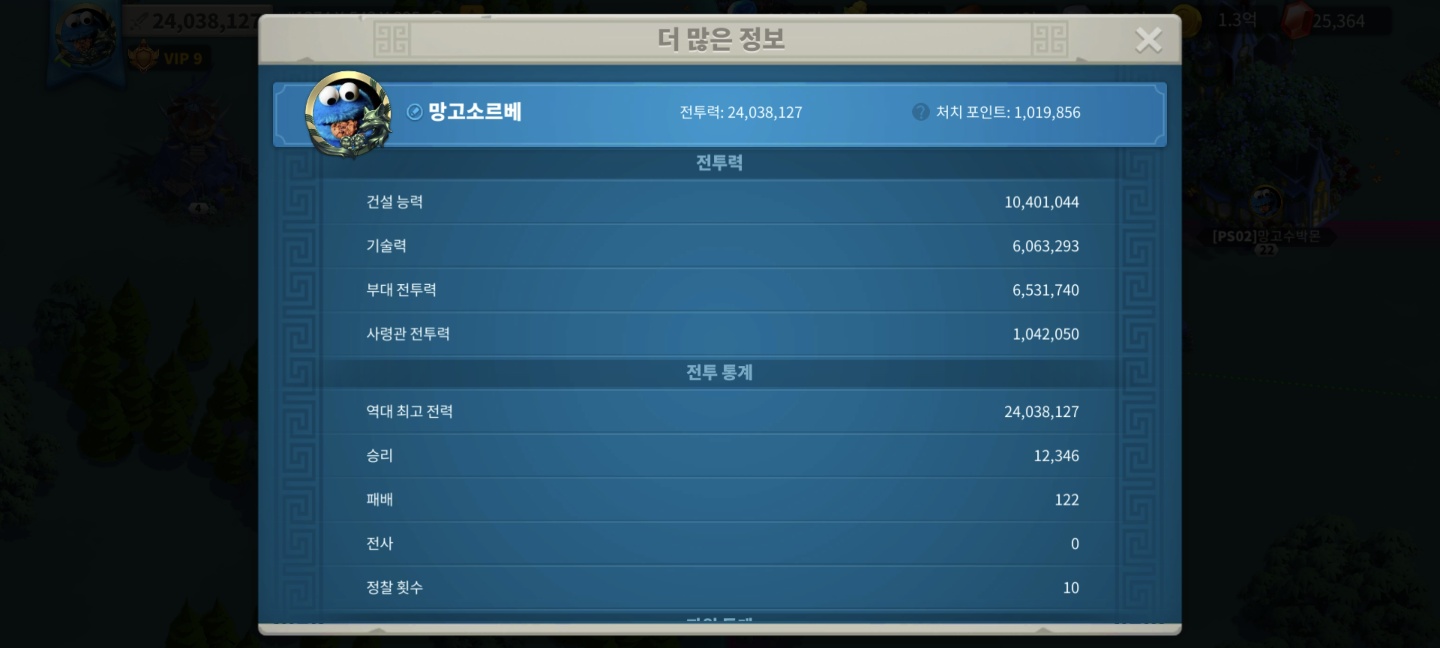 24,038,127
더 많은 정보
1.3억
25,364
VIP 9
망고소르베
전투력: 24,038,127
? 처치 포인트: 1,019,856
전투력
건설 능력 10,401,044
4
기술력 6,063,293
[PS02]망고수박몬
22
부대 전투력 6,531,740
사령관 전투력 1,042,050
전투 통계
역대 최고 전력 24,038,127
승리 12,346
패배 122
전사 0
정찰 횟수 10